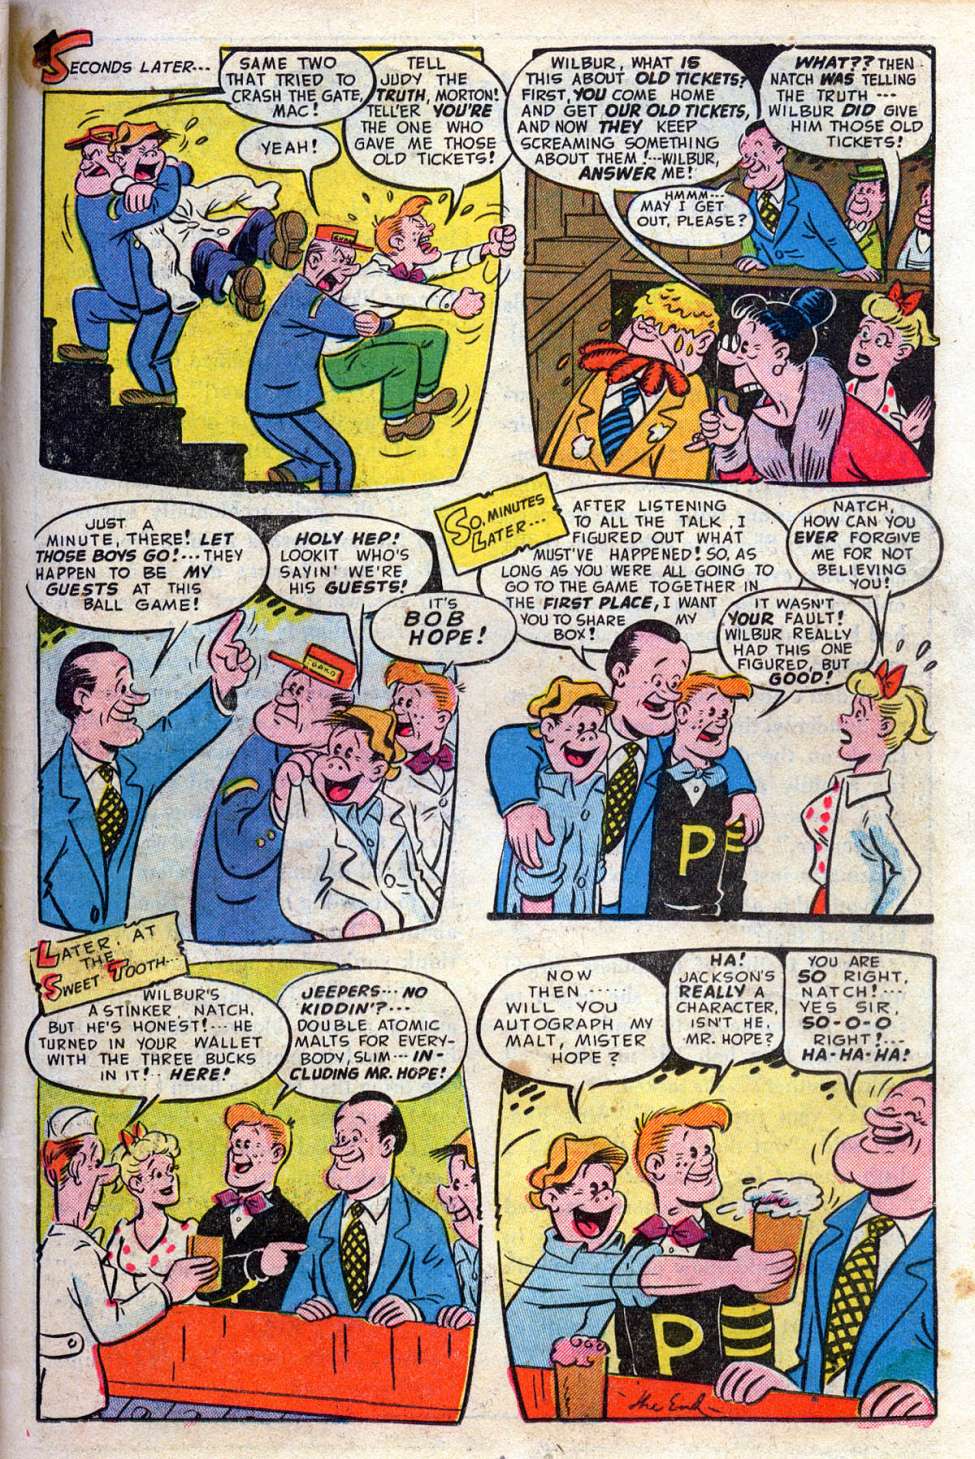 SECONDS LATER...
SAME TWO
THAT TRIED TO
CRASH THE GATE,
MAC!
YEAH!
TELL
JUDY THE
TRUTH, MORTON!
TELL'ER YOU'RE
THE ONE WHO
GAVE ME THOSE
OLD TICKETS!
WILBUR, WHAT IS
THIS ABOUT OLD TICKETS?
FIRST, YOU COME HOME
AND GET OUR OLD TICKETS,
AND NOW THEY KEEP
SCREAMING SOMETHING
ABOUT THEM!...WILBUR,
ANSWER ME!
HMMM...
MAY I GET
OUT, PLEASE?
WHAT?? THEN
NATCH WAS TELLING
THE TRUTH ...
WILBUR DID GIVE
HIM THOSE OLD
TICKETS!
JUST A
MINUTE, THERE! LET
THOSE BOYS GO!...THEY
HAPPEN TO BE MY
GUESTS AT THIS
BALL GAME!
HOLY HEP!
LOOKIT WHO'S
SAYIN' WE'RE
HIS GUESTS!
GUARD
IT'S
BOB
HOPE!
SO, MINUTES
LATER...
AFTER LISTENING
TO ALL THE TALK, I
FIGURED OUT WHAT
MUST'VE HAPPENED! SO, AS
LONG AS YOU WERE ALL GOING TO
GO TO THE GAME TOGETHER IN
THE FIRST PLACE, I WANT
YOU TO SHARE MY
BOX!
IT WASN'T
YOUR FAULT!
WILBUR REALLY
HAD THIS ONE
FIGURED, BUT
GOOD!
NATCH,
HOW CAN YOU
EVER FORGIVE
ME FOR NOT
BELIEVING
YOU!
P
LATER, AT
THE
SWEET TOOTH...
WILBUR'S
A STINKER, NATCH,
BUT HE'S HONEST!...HE
TURNED IN YOUR WALLET
WITH THE THREE BUCKS
IN IT!.. HERE!
JEEPERS... NO
KIDDIN'?...
DOUBLE ATOMIC
MALTS FOR EVERY-
BODY, SLIM... IN-
CLUDING MR. HOPE!
NOW
THEN .....
WILL YOU
AUTOGRAPH MY
MALT, MISTER
HOPE?
HA!
JACKSON'S
REALLY A
CHARACTER,
ISN'T HE,
MR. HOPE?
YOU ARE
SO RIGHT,
NATCH!...
YES SIR,
SO-O-O
RIGHT!...
HA-HA-HA!
P
The End